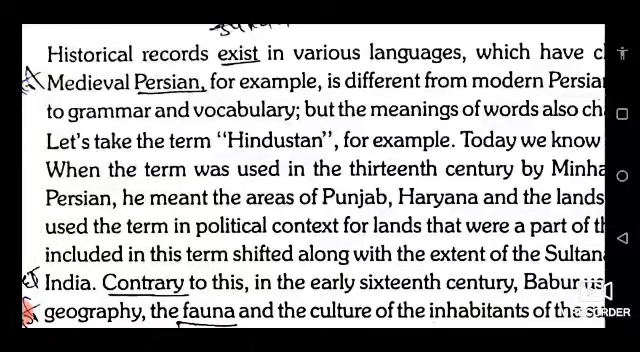 Historical records exist in various languages, which have c
Medieval Persian, for example, is different from modern Persia
to grammar and vocabulary; but the meanings of words also ch
Let's take the term "Hindustan", for example. Today we know
When the term was used in the thirteenth century by Minha
Persian, he meant the areas of Punjab, Haryana and the lands
used the term in political context for lands that were a part of th
included in this term shifted along with the extent of the Sultana
India. Contrary to this, in the early sixteenth century, Babur us
geography, the fauna and the culture of the inhabitants of the